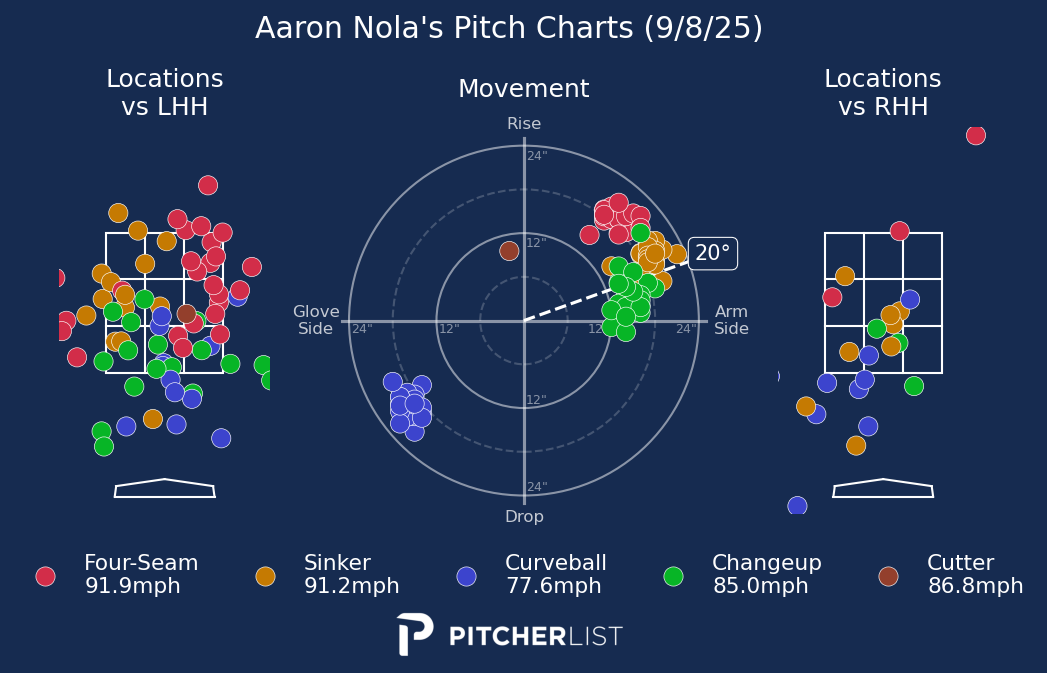 Aaron Nola's Pitch Charts (9/8/25)
Locations
vs LHH
Movement
Locations
vs RHH
Rise
24"
12"
20°
Glove
Side
24"
12"
12"
24"
Arm
Side
12"
24"
Drop
Four-Seam
91.9mph
Sinker
91.2mph
Curveball
77.6mph
Changeup
85.0mph
Cutter
86.8mph
PITCHERLIST